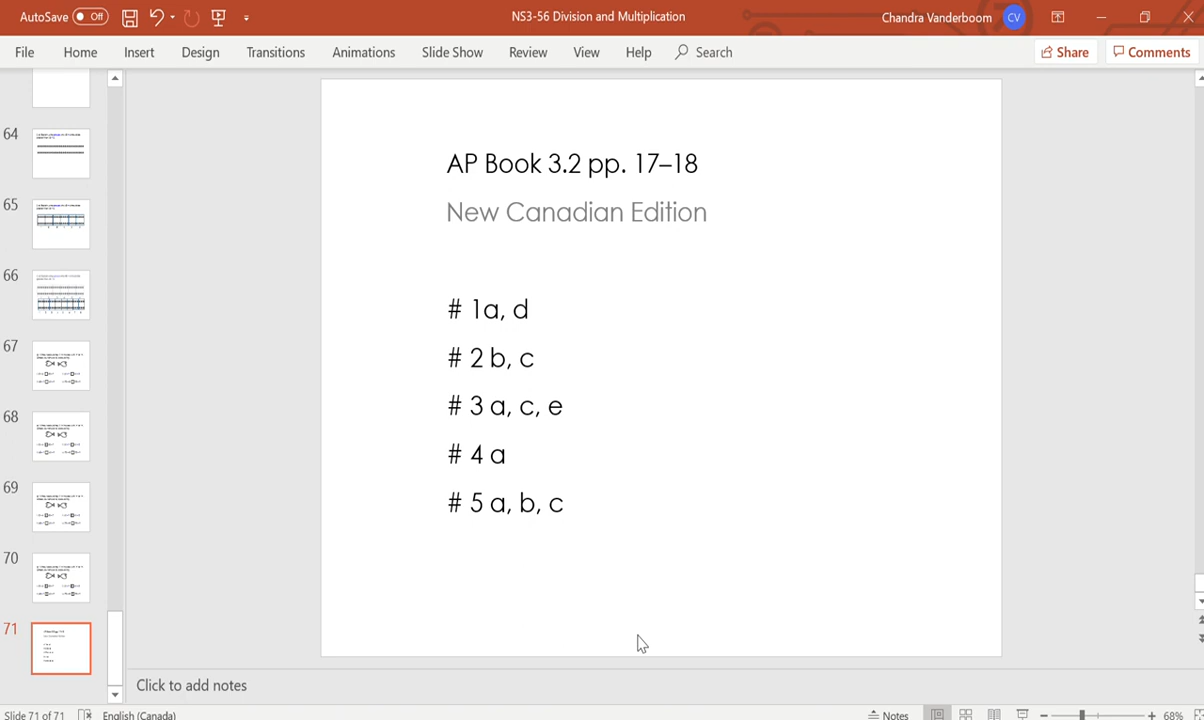 AutoSave Off
NS3-56 Division and Multiplication
Chandra Vanderboom CV
File Home Insert Design Transitions Animations Slide Show Review View Help Search Share Comments
64
65
66
67
68
69
70
71
AP Book 3.2 pp. 17–18
New Canadian Edition
# 1a, d
# 2 b, c
# 3 a, c, e
# 4 a
# 5 a, b, c
Click to add notes
Slide 71 of 71 English (Canada) Notes 68%